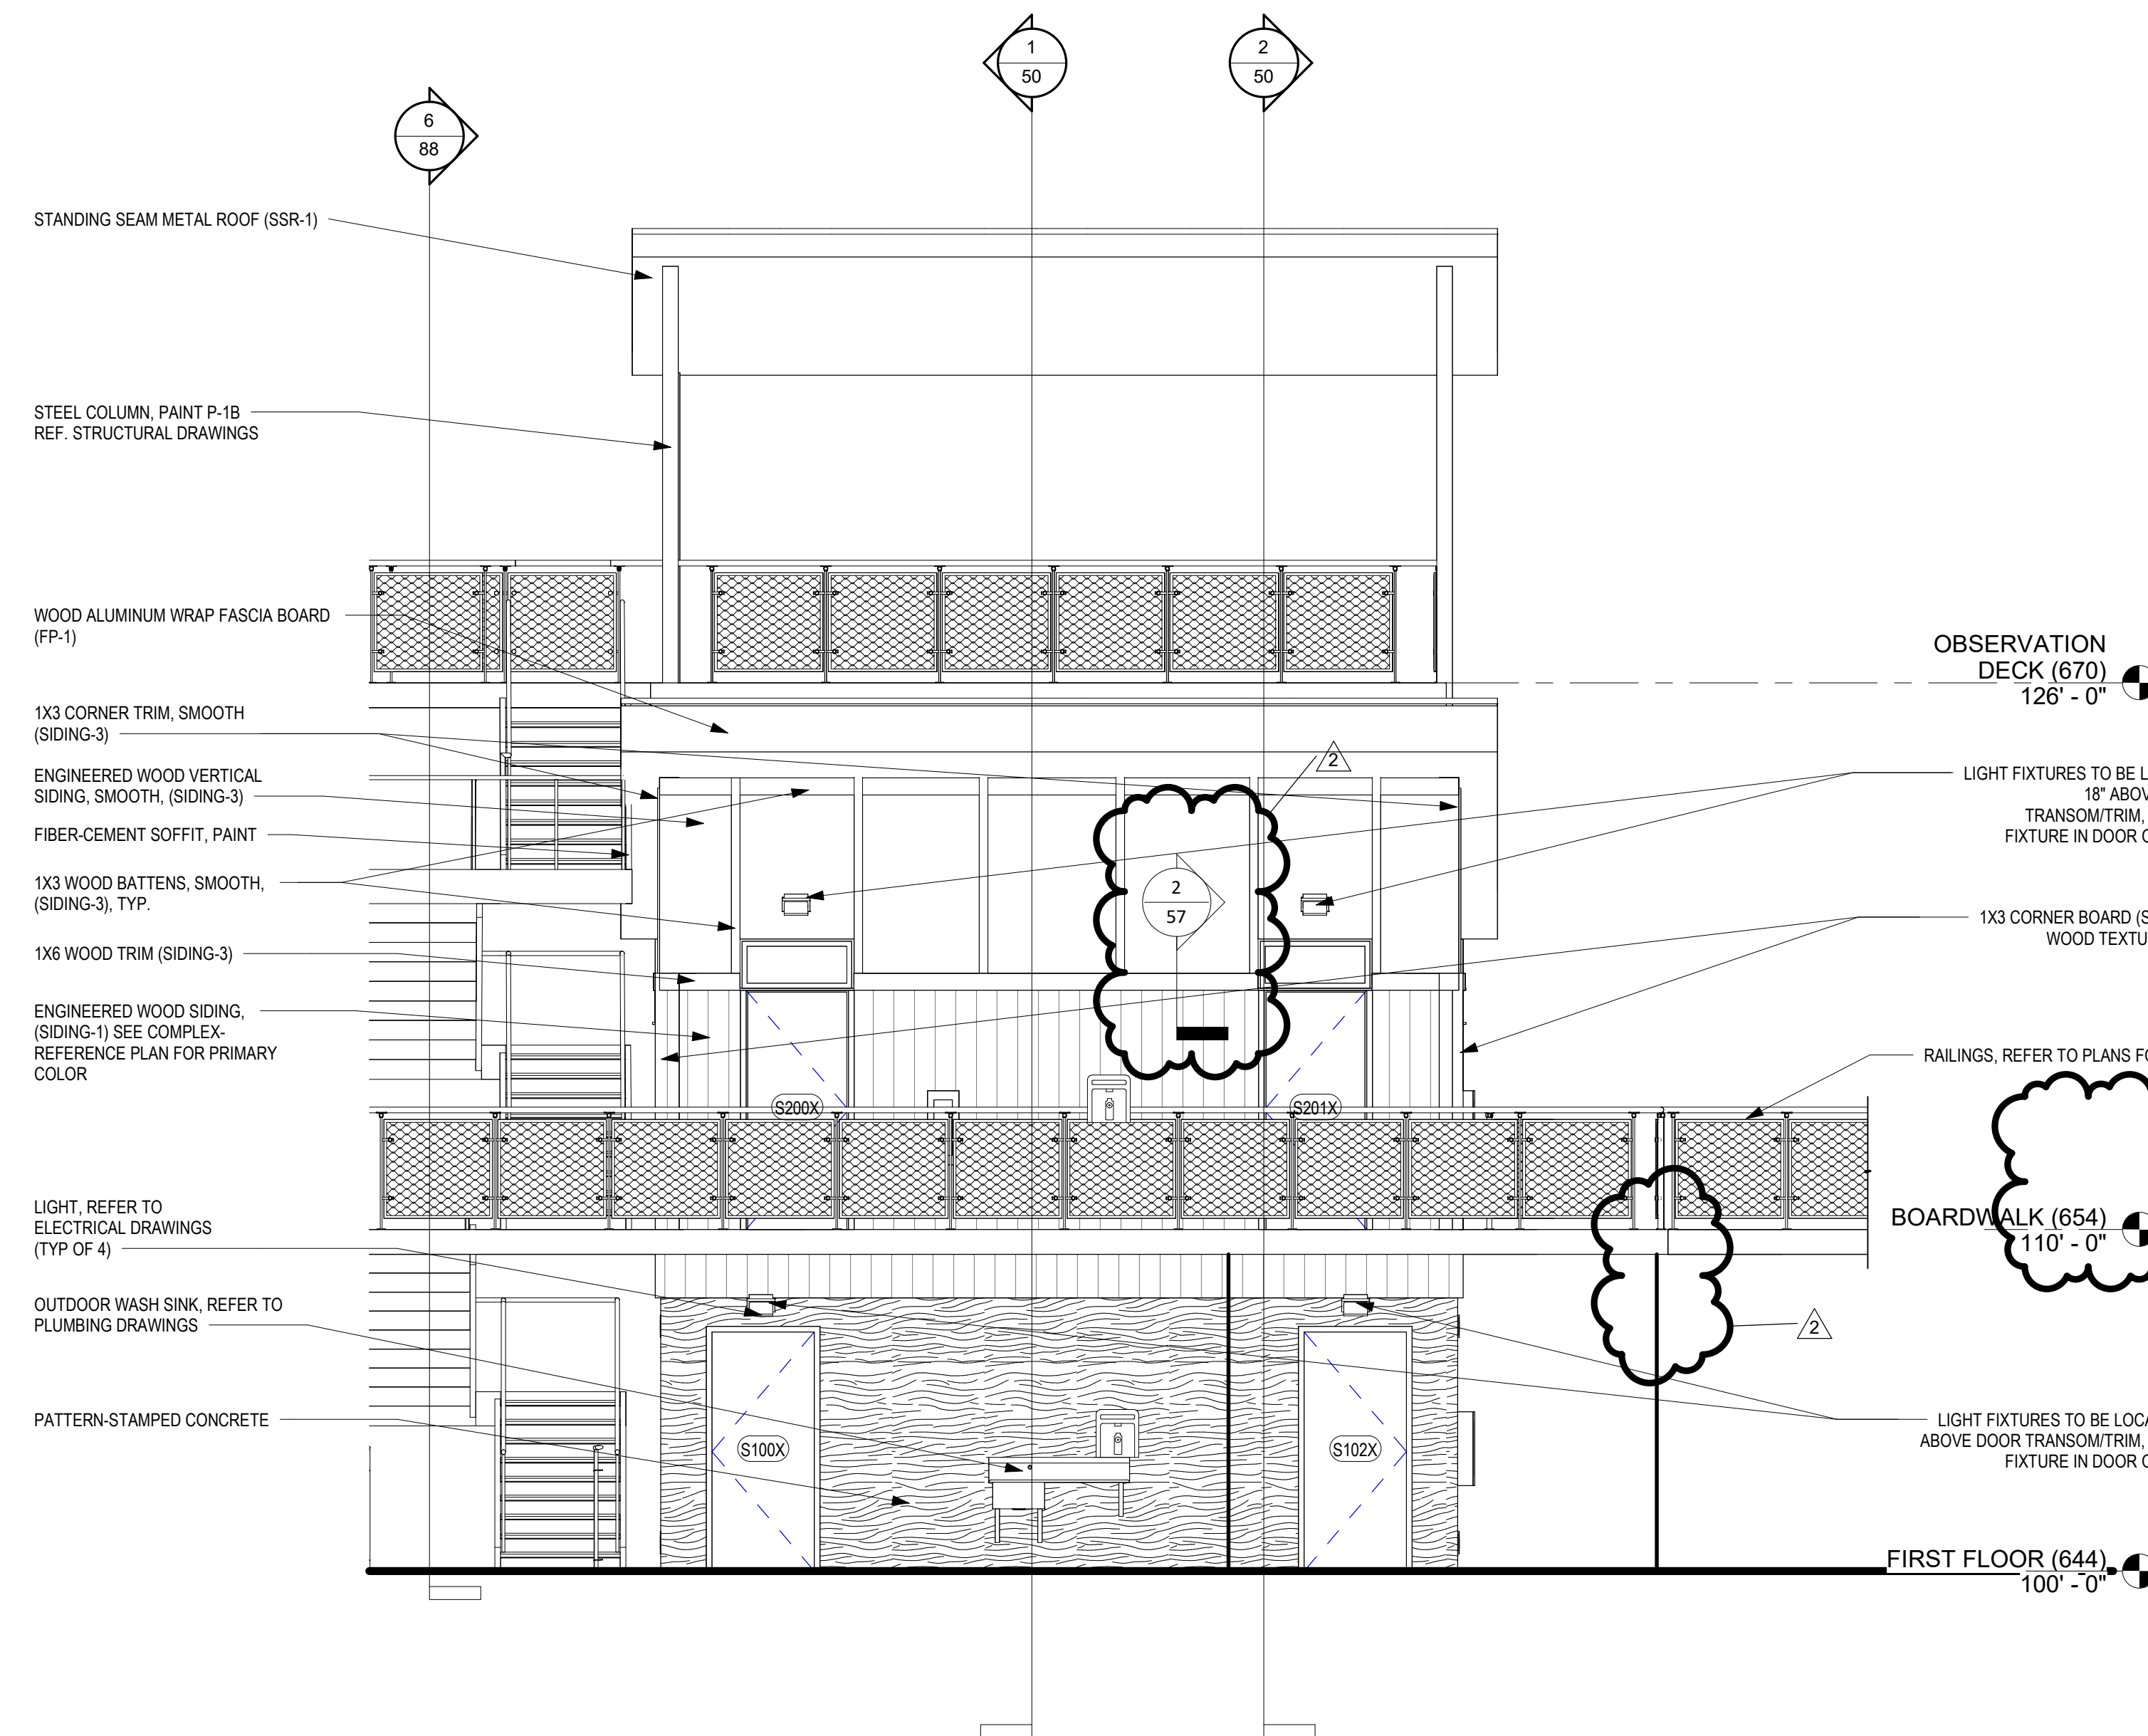 1
50
2
50
6
88
STANDING SEAM METAL ROOF (SSR-1)
STEEL COLUMN, PAINT P-1B
REF. STRUCTURAL DRAWINGS
WOOD ALUMINUM WRAP FASCIA BOARD
(FP-1)
1X3 CORNER TRIM, SMOOTH
(SIDING-3)
ENGINEERED WOOD VERTICAL
SIDING, SMOOTH, (SIDING-3)
FIBER-CEMENT SOFFIT, PAINT
1X3 WOOD BATTENS, SMOOTH,
(SIDING-3), TYP.
1X6 WOOD TRIM (SIDING-3)
ENGINEERED WOOD SIDING,
(SIDING-1) SEE COMPLEX-
REFERENCE PLAN FOR PRIMARY
COLOR
LIGHT, REFER TO
ELECTRICAL DRAWINGS
(TYP OF 4)
OUTDOOR WASH SINK, REFER TO
PLUMBING DRAWINGS
PATTERN-STAMPED CONCRETE
2
2
57
S200X
S201X
S100X
S102X
2
OBSERVATION
DECK (670)
126' - 0"
LIGHT FIXTURES TO BE L
18" ABOV
TRANSOM/TRIM,
FIXTURE IN DOOR
1X3 CORNER BOARD (S
WOOD TEXTU
RAILINGS, REFER TO PLANS FO
BOARDWALK (654)
110' - 0"
LIGHT FIXTURES TO BE LOCA
ABOVE DOOR TRANSOM/TRIM,
FIXTURE IN DOOR
FIRST FLOOR (644)
100' - 0"